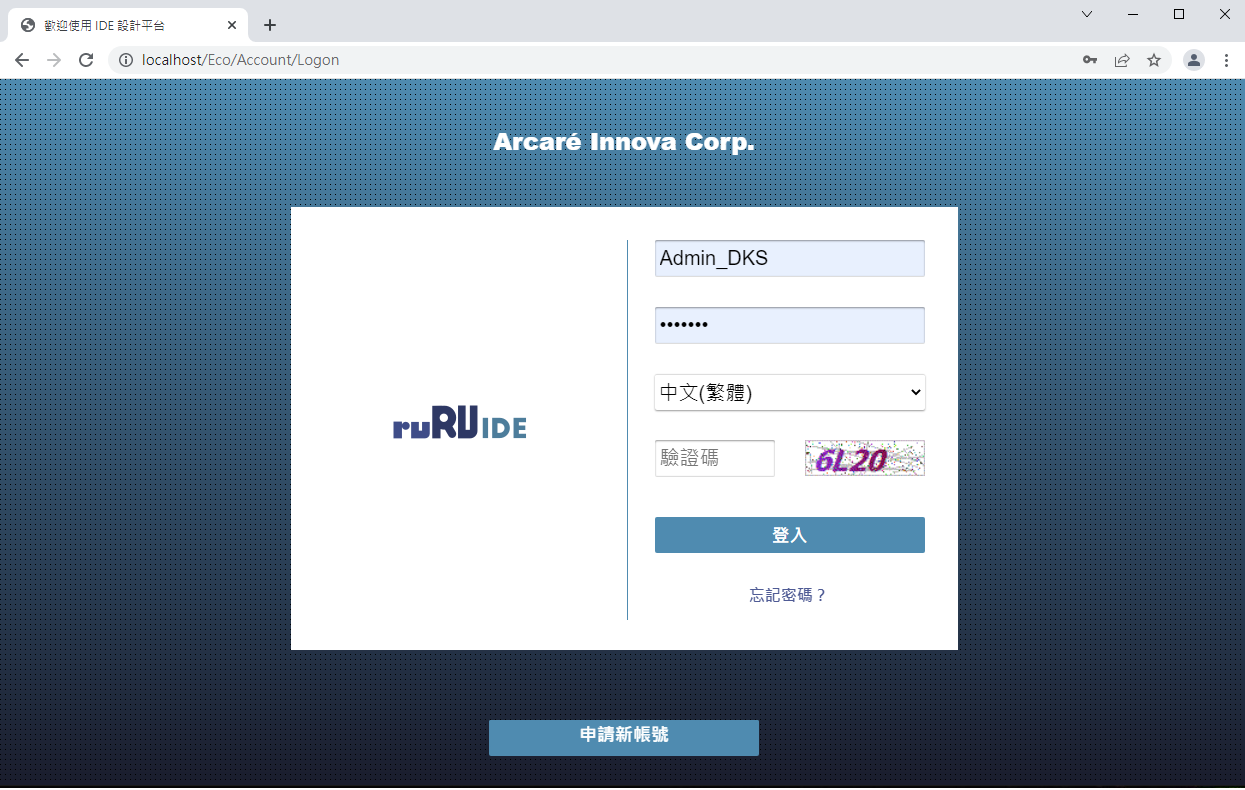 歡迎使用 IDE 設計平台
localhost/Eco/Account/Logon
Arcaré Innova Corp.
Admin_DKS
•••••••
中文(繁體)
ruRUIDE
驗證碼
6L20
登入
忘記密碼？
申請新帳號